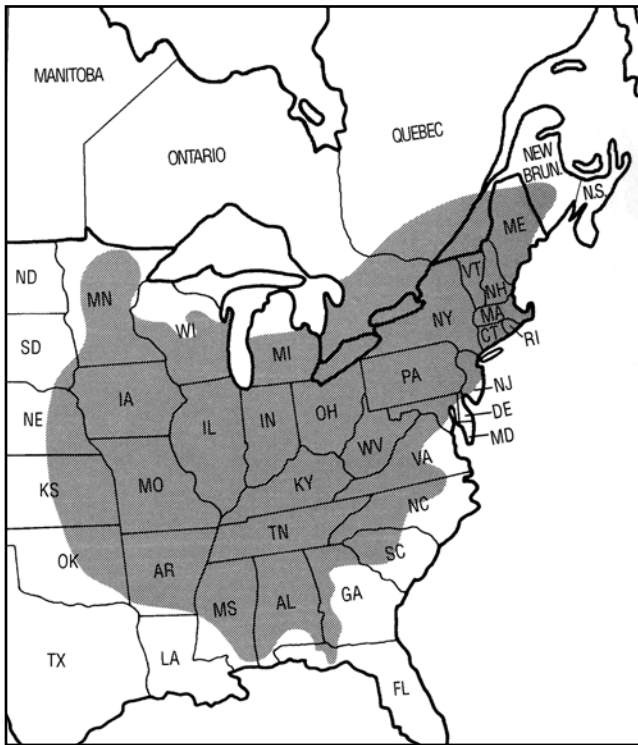 MANITOBA
ONTARIO
QUEBEC
NEW
BRUN.
N.S.
ME
ND
MN
VT
NH
WI
SD
MI
NY
MA
CT
RI
PA
NE
IA
NJ
IL
IN
OH
DE
WV
MD
VA
KS
MO
KY
NC
TN
OK
AR
SC
MS
AL
GA
TX
LA
FL